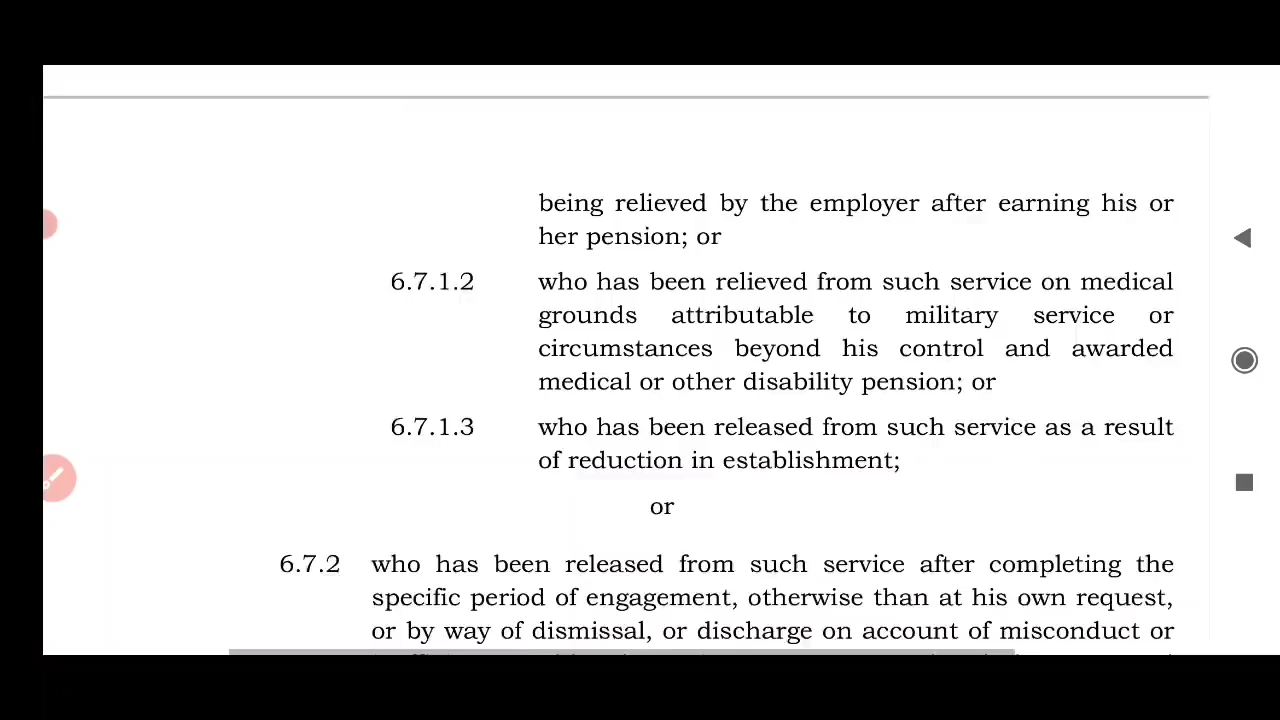 being relieved by the employer after earning his or
her pension; or
6.7.1.2 who has been relieved from such service on medical
grounds attributable to military service or
circumstances beyond his control and awarded
medical or other disability pension; or
6.7.1.3 who has been released from such service as a result
of reduction in establishment;
or
6.7.2 who has been released from such service after completing the
specific period of engagement, otherwise than at his own request,
or by way of dismissal, or discharge on account of misconduct or